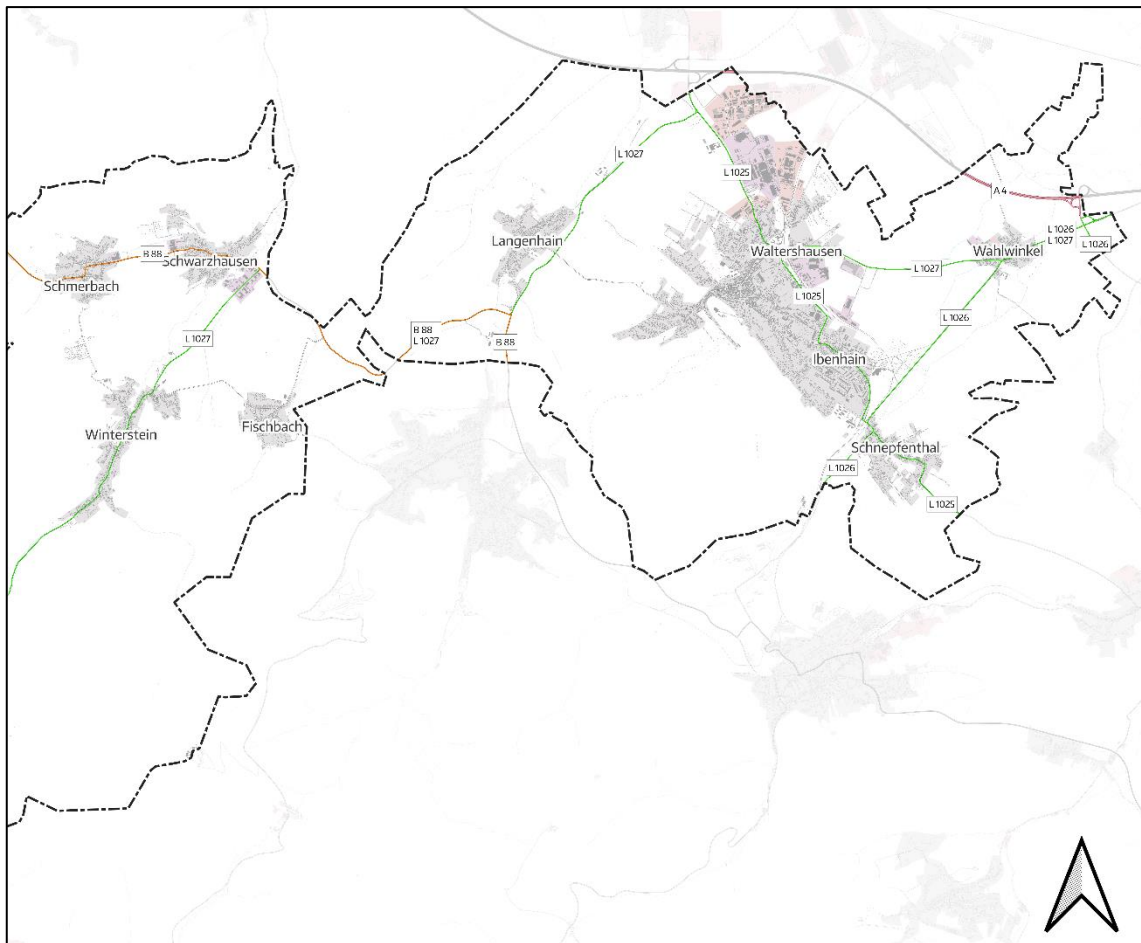 L 1027
L 1025
A 4
L 1026
L 1027
L 1026
Langenhain
Waltershausen
Wahlwinkel
B 88
Schwarzhausen
Schmerbach
L 1027
L 1025
L 1026
L 1027
B 88
L 1027
B 88
Ibenhain
Winterstein
Fischbach
Schnepfenthal
L 1026
L 1025